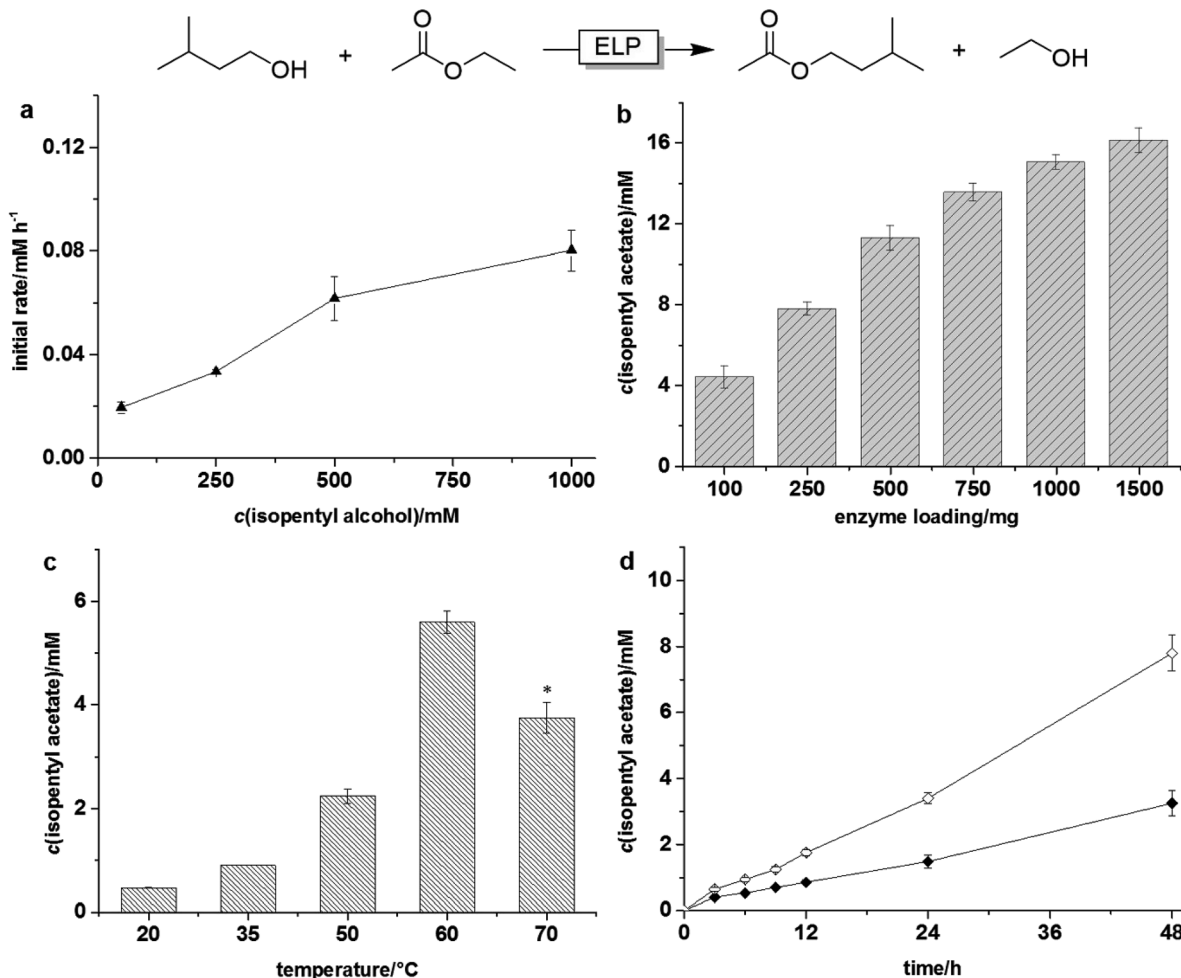 O
OH + O ELP O + OH
O
a
0.12
0.08
0.04
0.00
0 250 500 750 1000
initial rate/mM h⁻¹
c(isopentyl alcohol)/mM
b
16
12
8
4
0
100 250 500 750 1000 1500
c(isopentyl acetate)/mM
enzyme loading/mg
c
6
4
2
0
*
20 35 50 60 70
c(isopentyl acetate)/mM
temperature/°C
d
10
8
6
4
2
0
0 12 24 36 48
c(isopentyl acetate)/mM
time/h